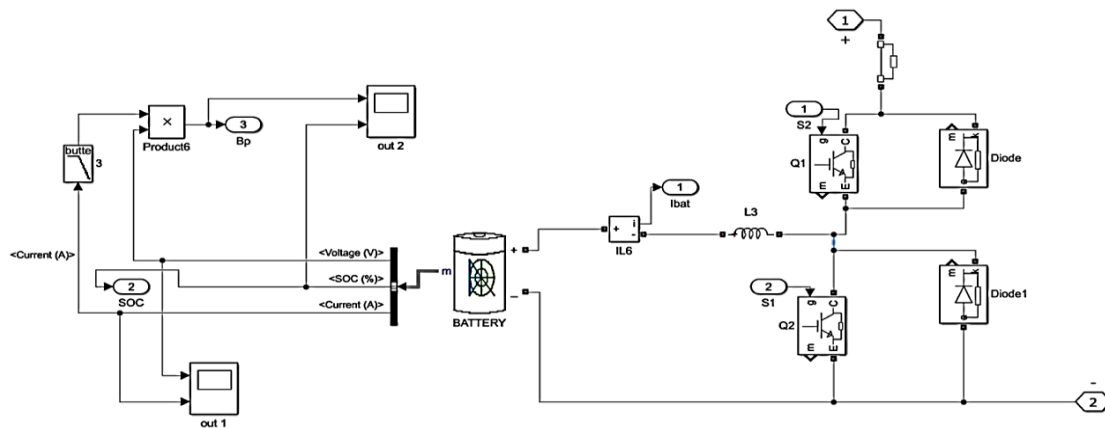 1
+
1
S2
g
C
Q1
m
E
m
k
Diode
×
Product6
3
Bp
out 2
butte
3
1
Ibat
L3
+
i
-
IL6
<Current (A)>
<Voltage (V)>
<SOC (%)>
<Current (A)>
2
SOC
m
+
–
BATTERY
2
S1
g
C
Q2
m
E
m
k
Diode1
-
2
out 1